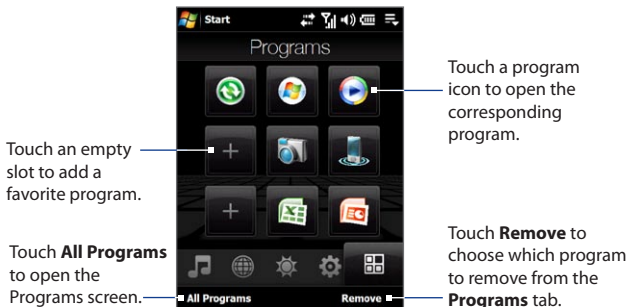 Start
Programs
Touch a program
icon to open the
corresponding
program.
Touch an empty
slot to add a
favorite program.
Touch All Programs
to open the
Programs screen.
All Programs
Remove
Touch Remove to
choose which program
to remove from the
Programs tab.